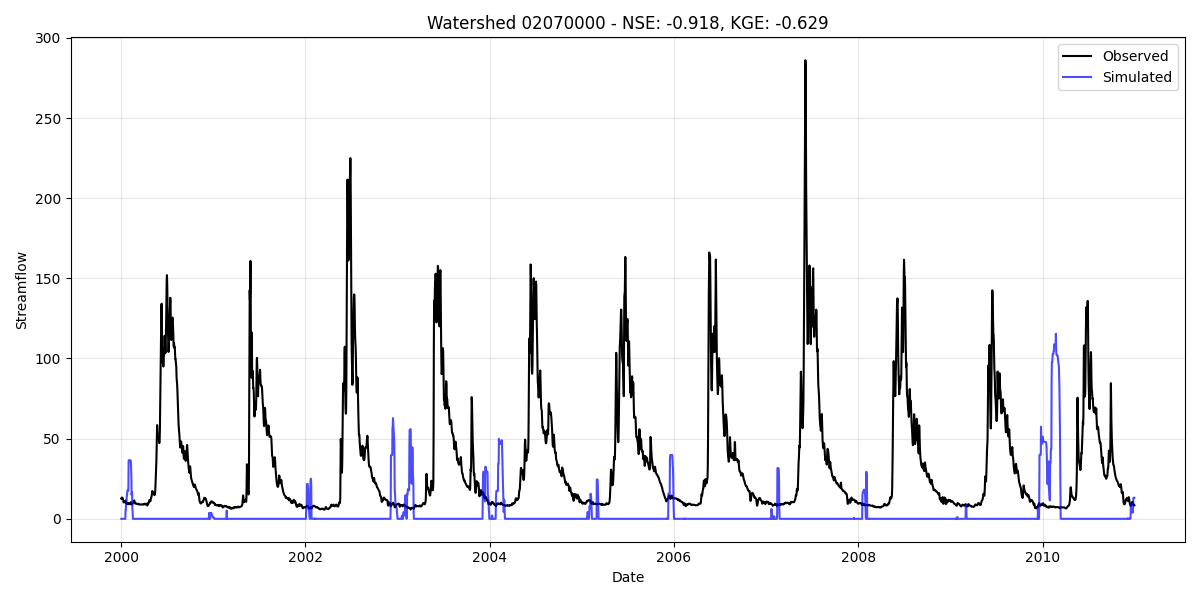 Watershed 02070000 - NSE: -0.918, KGE: -0.629
300
250
200
150
100
50
0
Streamflow
Observed
Simulated
2000 2002 2004 2006 2008 2010
Date